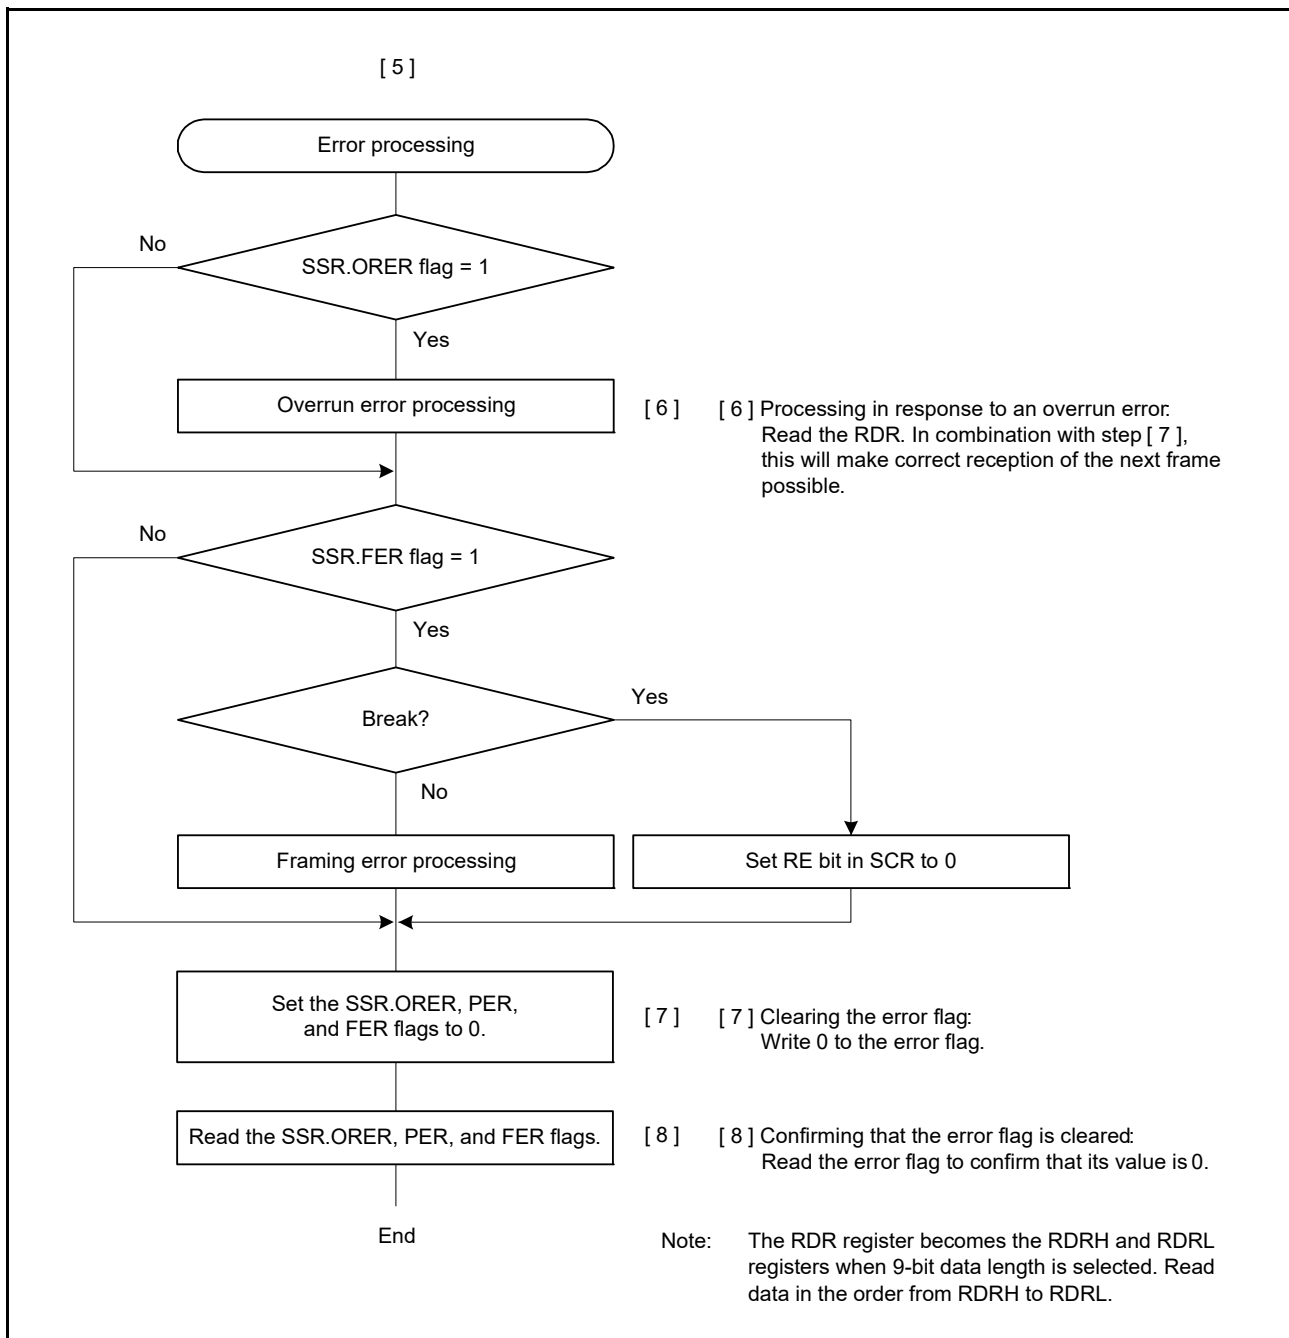 [ 5 ]
Error processing
No
SSR.ORER flag = 1
Yes
Overrun error processing
[ 6 ]
[ 6 ] Processing in response to an overrun error:
Read the RDR. In combination with step [ 7 ],
this will make correct reception of the next frame
possible.
No
SSR.FER flag = 1
Yes
Break?
Yes
No
Framing error processing
Set RE bit in SCR to 0
Set the SSR.ORER, PER,
and FER flags to 0.
[ 7 ]
[ 7 ] Clearing the error flag:
Write 0 to the error flag.
Read the SSR.ORER, PER, and FER flags.
[ 8 ]
[ 8 ] Confirming that the error flag is cleared:
Read the error flag to confirm that its value is 0.
End
Note: The RDR register becomes the RDRH and RDRL
registers when 9-bit data length is selected. Read
data in the order from RDRH to RDRL.